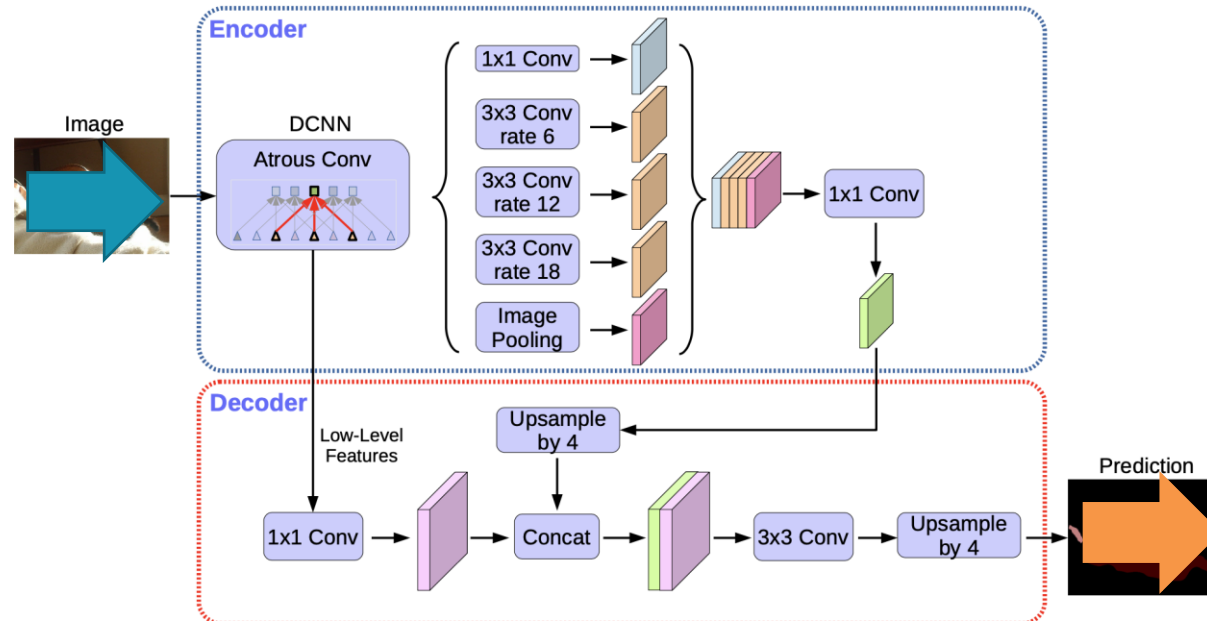 Encoder
Image
DCNN
Atrous Conv
1x1 Conv
3x3 Conv
rate 6
3x3 Conv
rate 12
3x3 Conv
rate 18
Image
Pooling
1x1 Conv
Decoder
Low-Level
Features
Upsample
by 4
1x1 Conv
Concat
3x3 Conv
Upsample
by 4
Prediction